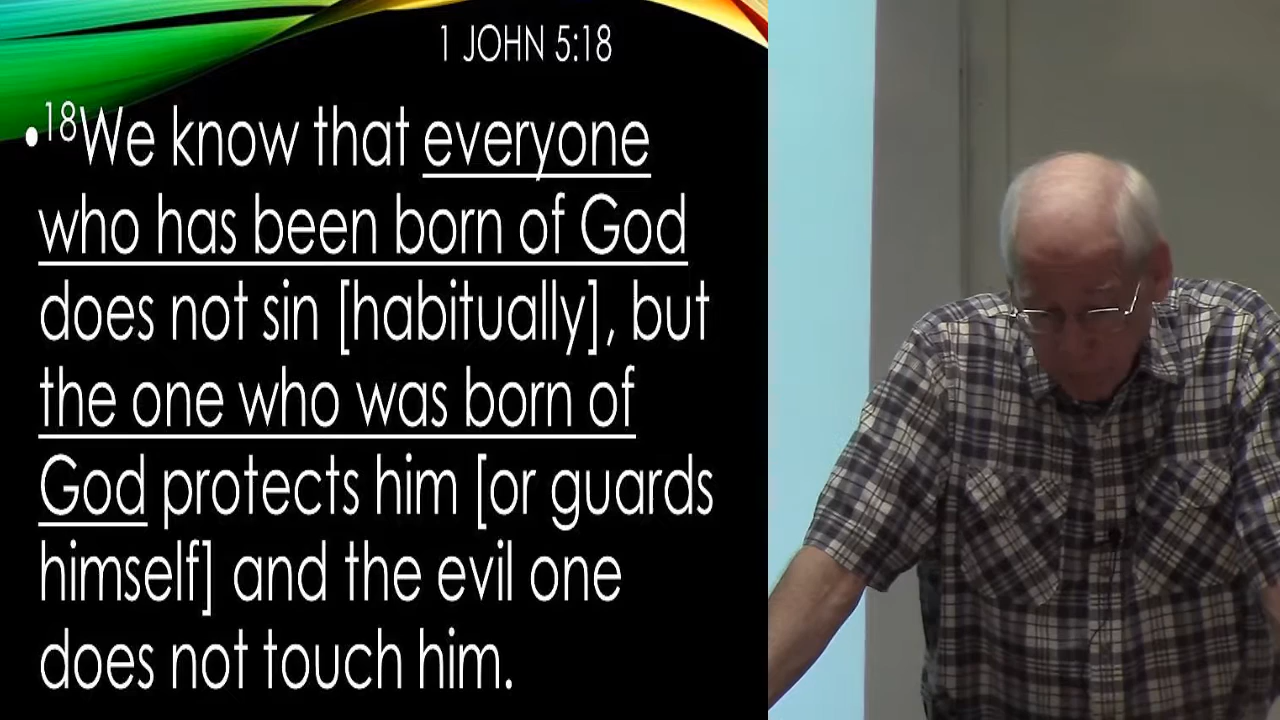 1 JOHN 5:18
•18We know that everyone
who has been born of God
does not sin [habitually], but
the one who was born of
God protects him [or guards
himself] and the evil one
does not touch him.